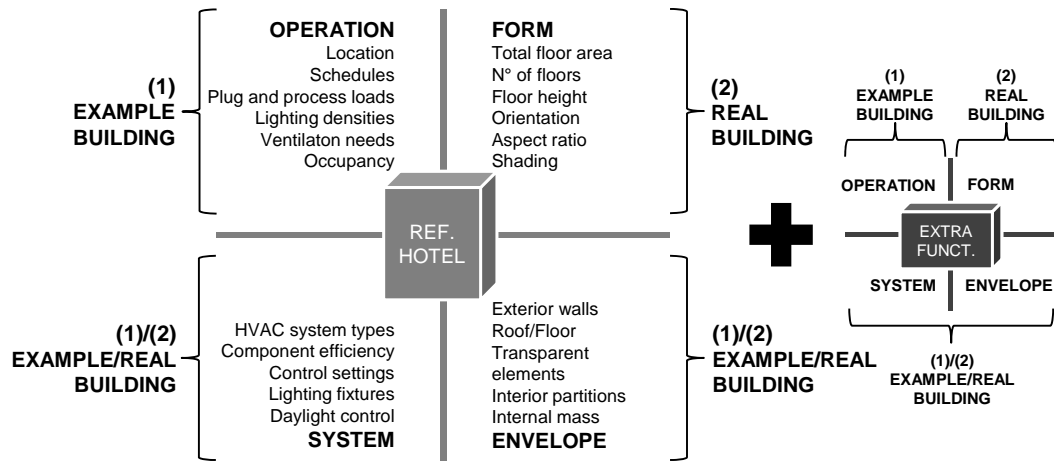 (1)
EXAMPLE
BUILDING
OPERATION
Location
Schedules
Plug and process loads
Lighting densities
Ventilaton needs
Occupancy
FORM
Total floor area
N° of floors
Floor height
Orientation
Aspect ratio
Shading
(2)
REAL
BUILDING
REF.
HOTEL
(1)/(2)
EXAMPLE/REAL
BUILDING
HVAC system types
Component efficiency
Control settings
Lighting fixtures
Daylight control
SYSTEM
Exterior walls
Roof/Floor
Transparent
elements
Interior partitions
Internal mass
ENVELOPE
(1)/(2)
EXAMPLE/REAL
BUILDING
(1)
EXAMPLE
BUILDING
(2)
REAL
BUILDING
OPERATION
FORM
EXTRA
FUNCT.
SYSTEM
ENVELOPE
(1)/(2)
EXAMPLE/REAL
BUILDING